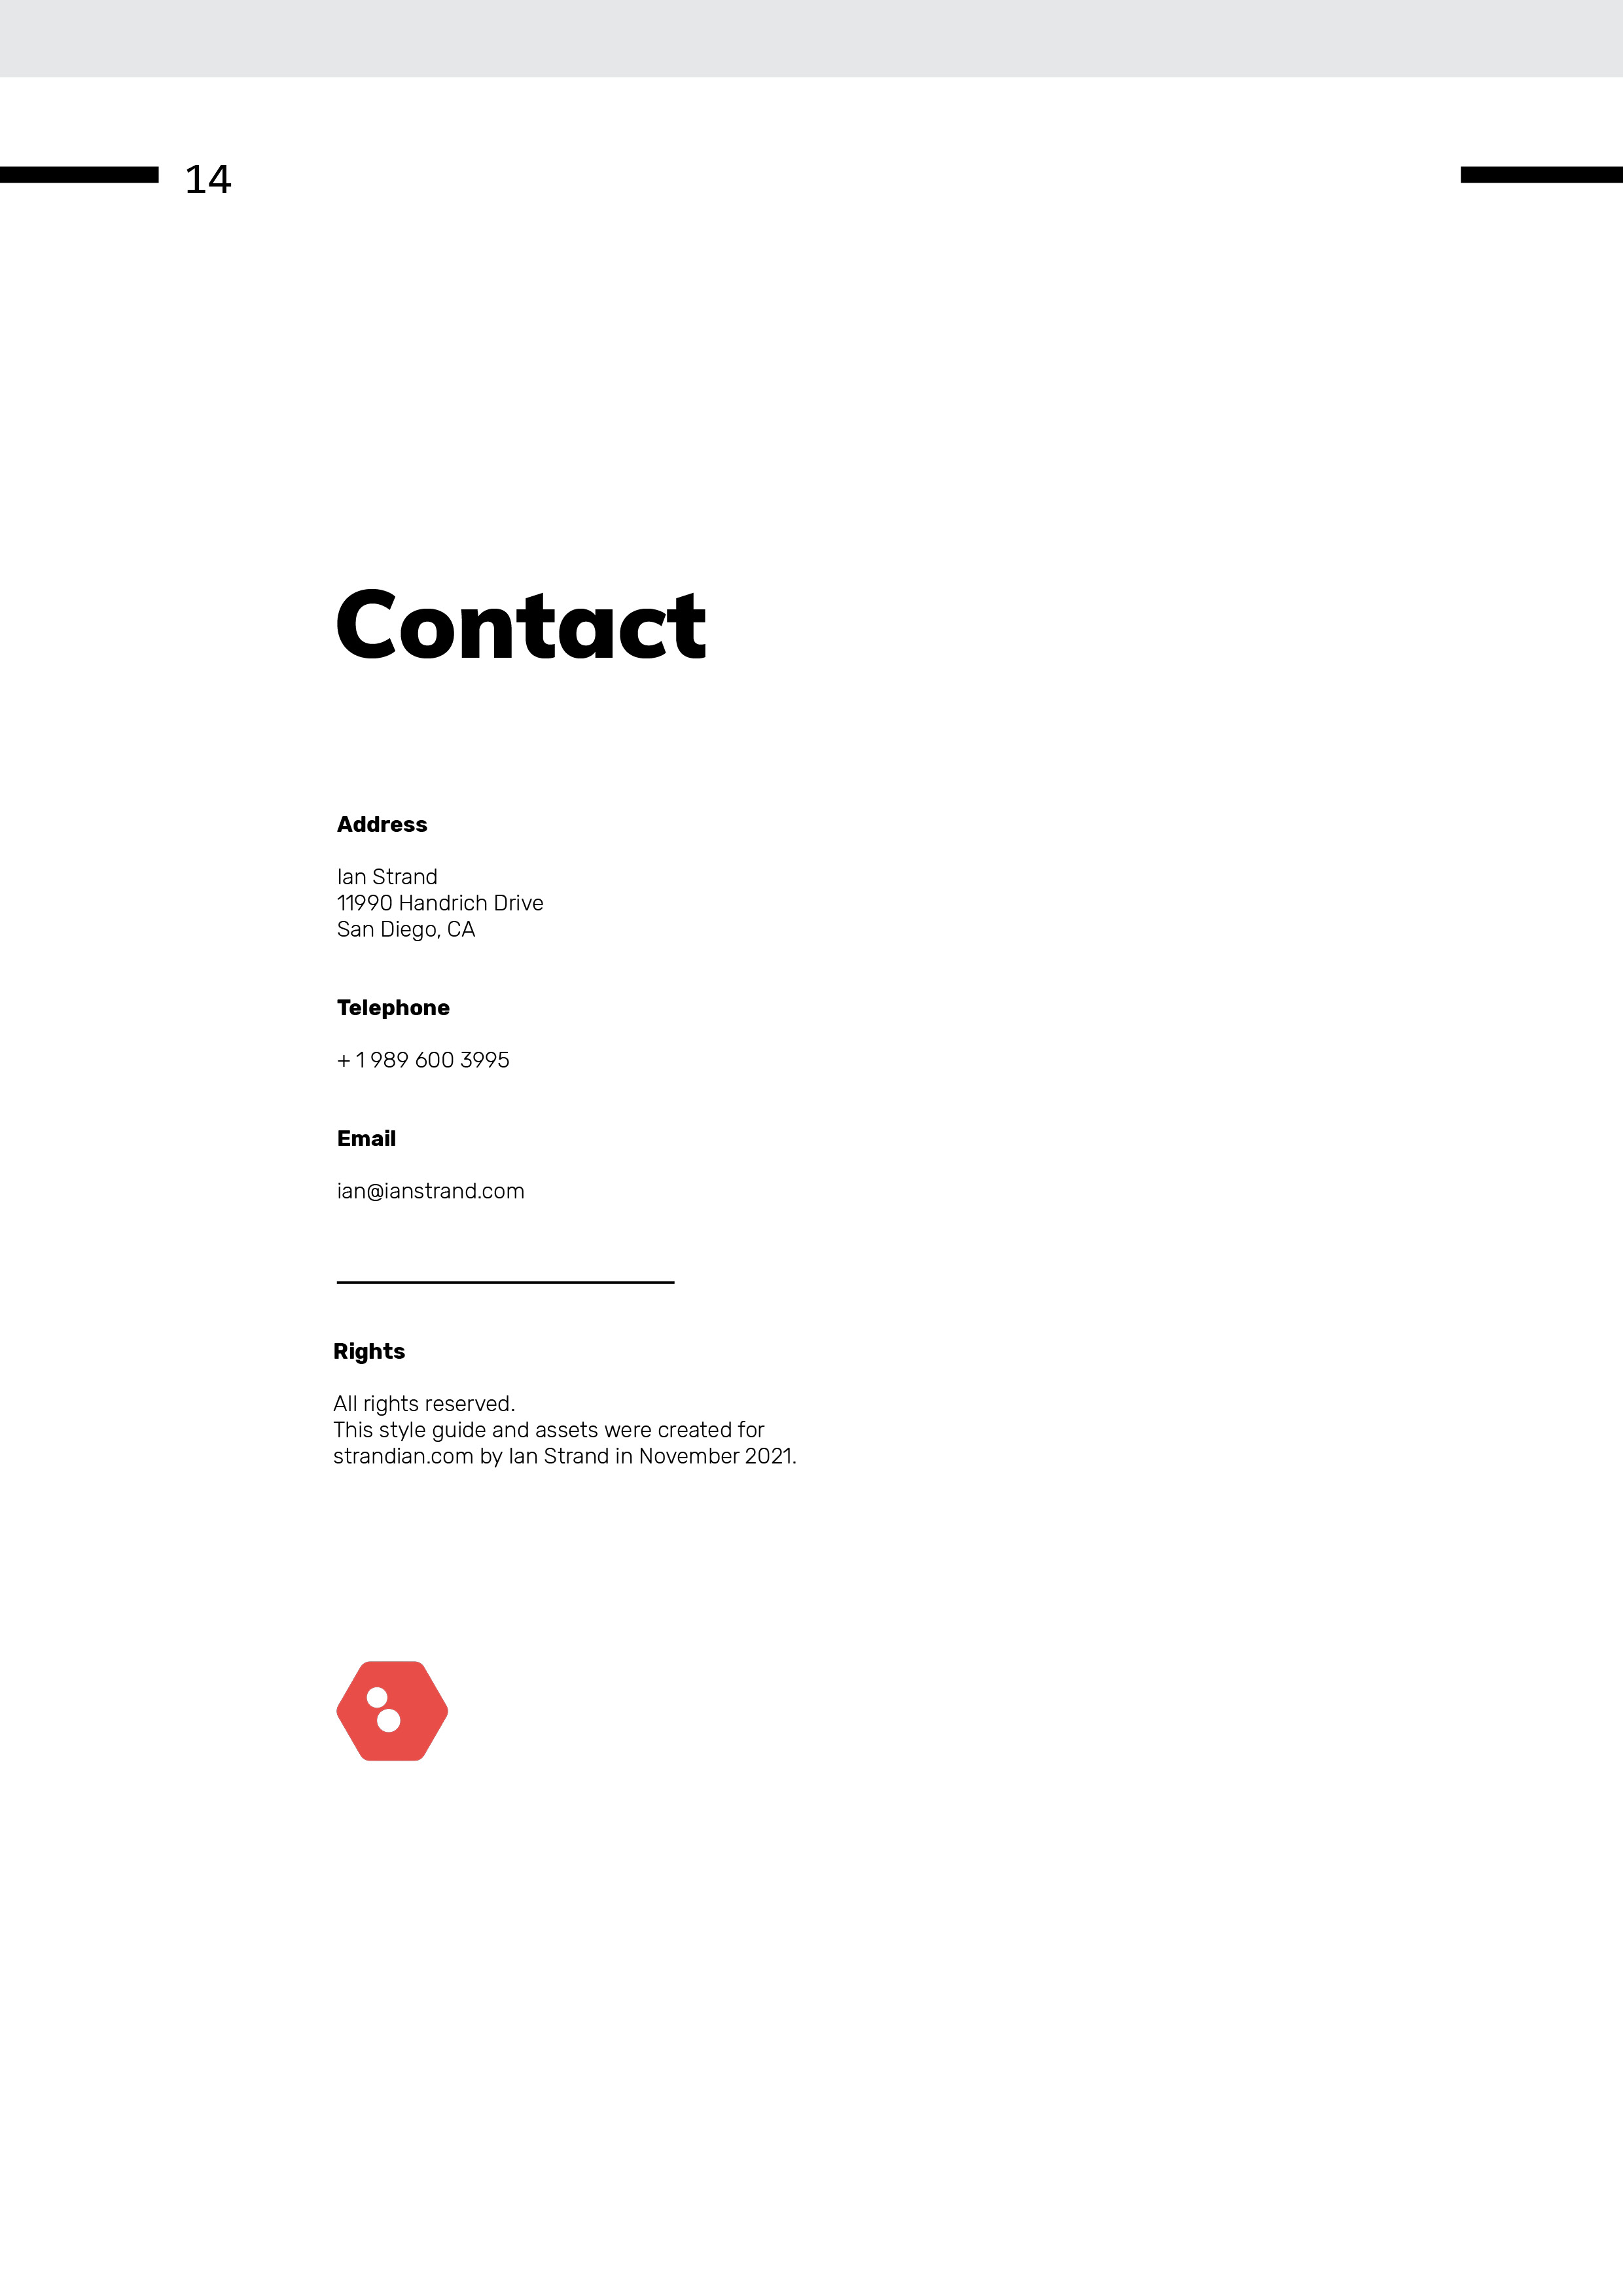 14
Contact
Address
Ian Strand
11990 Handrich Drive
San Diego, CA
Telephone
+ 1 989 600 3995
Email
ian@ianstrand.com
Rights
All rights reserved.
This style guide and assets were created for
strandian.com by Ian Strand in November 2021.